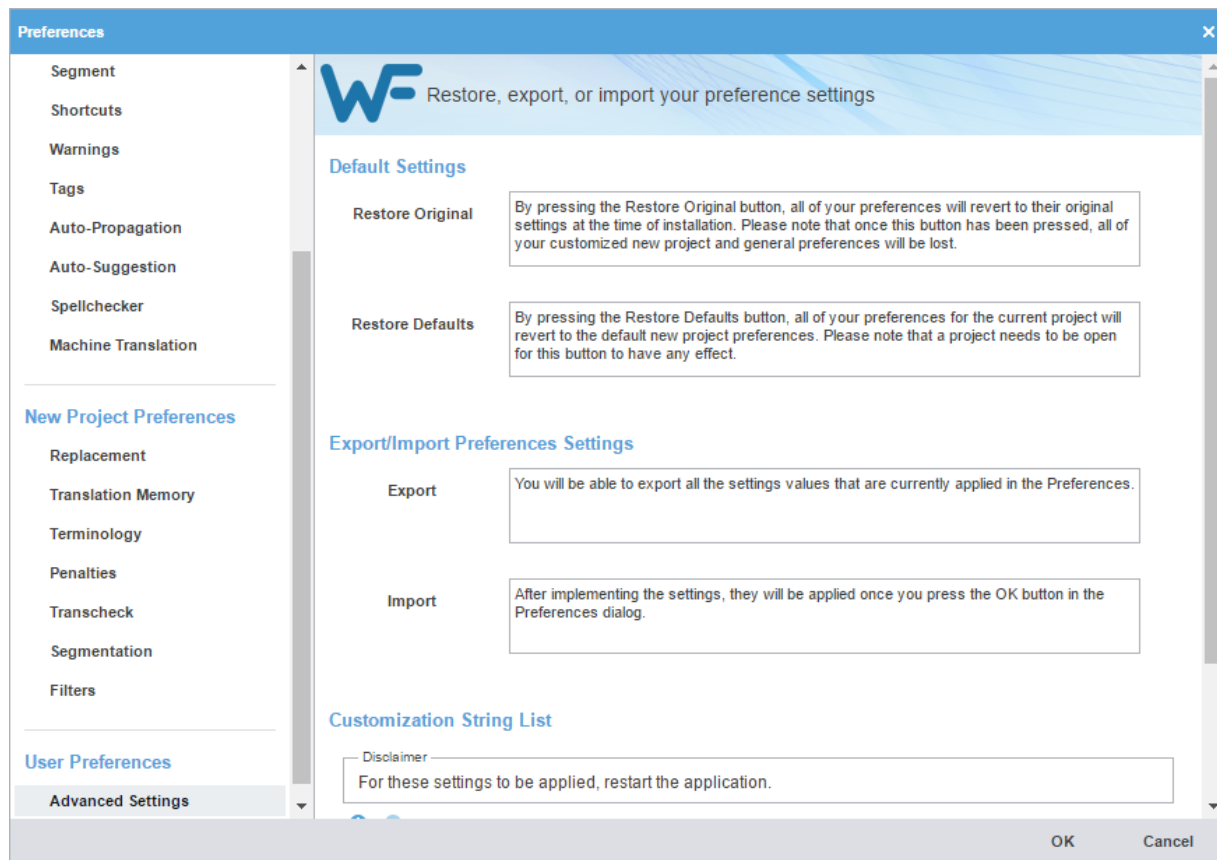 Preferences
Segment
Shortcuts
Warnings
Tags
Auto-Propagation
Auto-Suggestion
Spellchecker
Machine Translation
New Project Preferences
Replacement
Translation Memory
Terminology
Penalties
Transcheck
Segmentation
Filters
User Preferences
Advanced Settings
WF Restore, export, or import your preference settings
Default Settings
Restore Original
By pressing the Restore Original button, all of your preferences will revert to their original
settings at the time of installation. Please note that once this button has been pressed, all of
your customized new project and general preferences will be lost.
Restore Defaults
By pressing the Restore Defaults button, all of your preferences for the current project will
revert to the default new project preferences. Please note that a project needs to be open
for this button to have any effect.
Export/Import Preferences Settings
Export
You will be able to export all the settings values that are currently applied in the Preferences.
Import
After implementing the settings, they will be applied once you press the OK button in the
Preferences dialog.
Customization String List
Disclaimer
For these settings to be applied, restart the application.
OK
Cancel